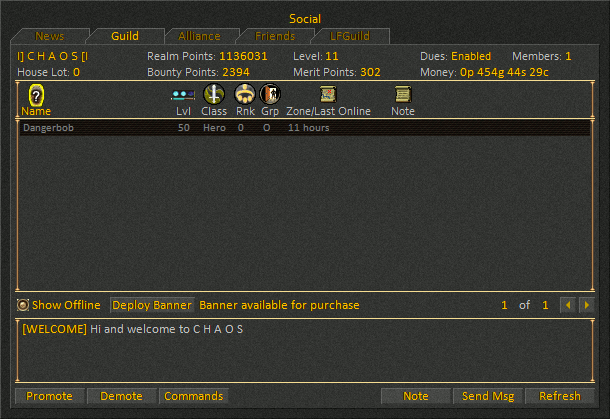 Social
News Guild Alliance Friends LFGuild
I] C H A O S [I Realm Points: 1136031 Level: 11 Dues: Enabled Members: 1
House Lot: 0 Bounty Points: 2394 Merit Points: 302 Money: 0p 454g 44s 29c
?
Name Lvl Class Rnk Grp Zone/Last Online Note
Dangerbob 50 Hero 0 O 11 hours
Show Offline Deploy Banner Banner available for purchase 1 of 1
[WELCOME] Hi and welcome to C H A O S
Promote Demote Commands Note Send Msg Refresh